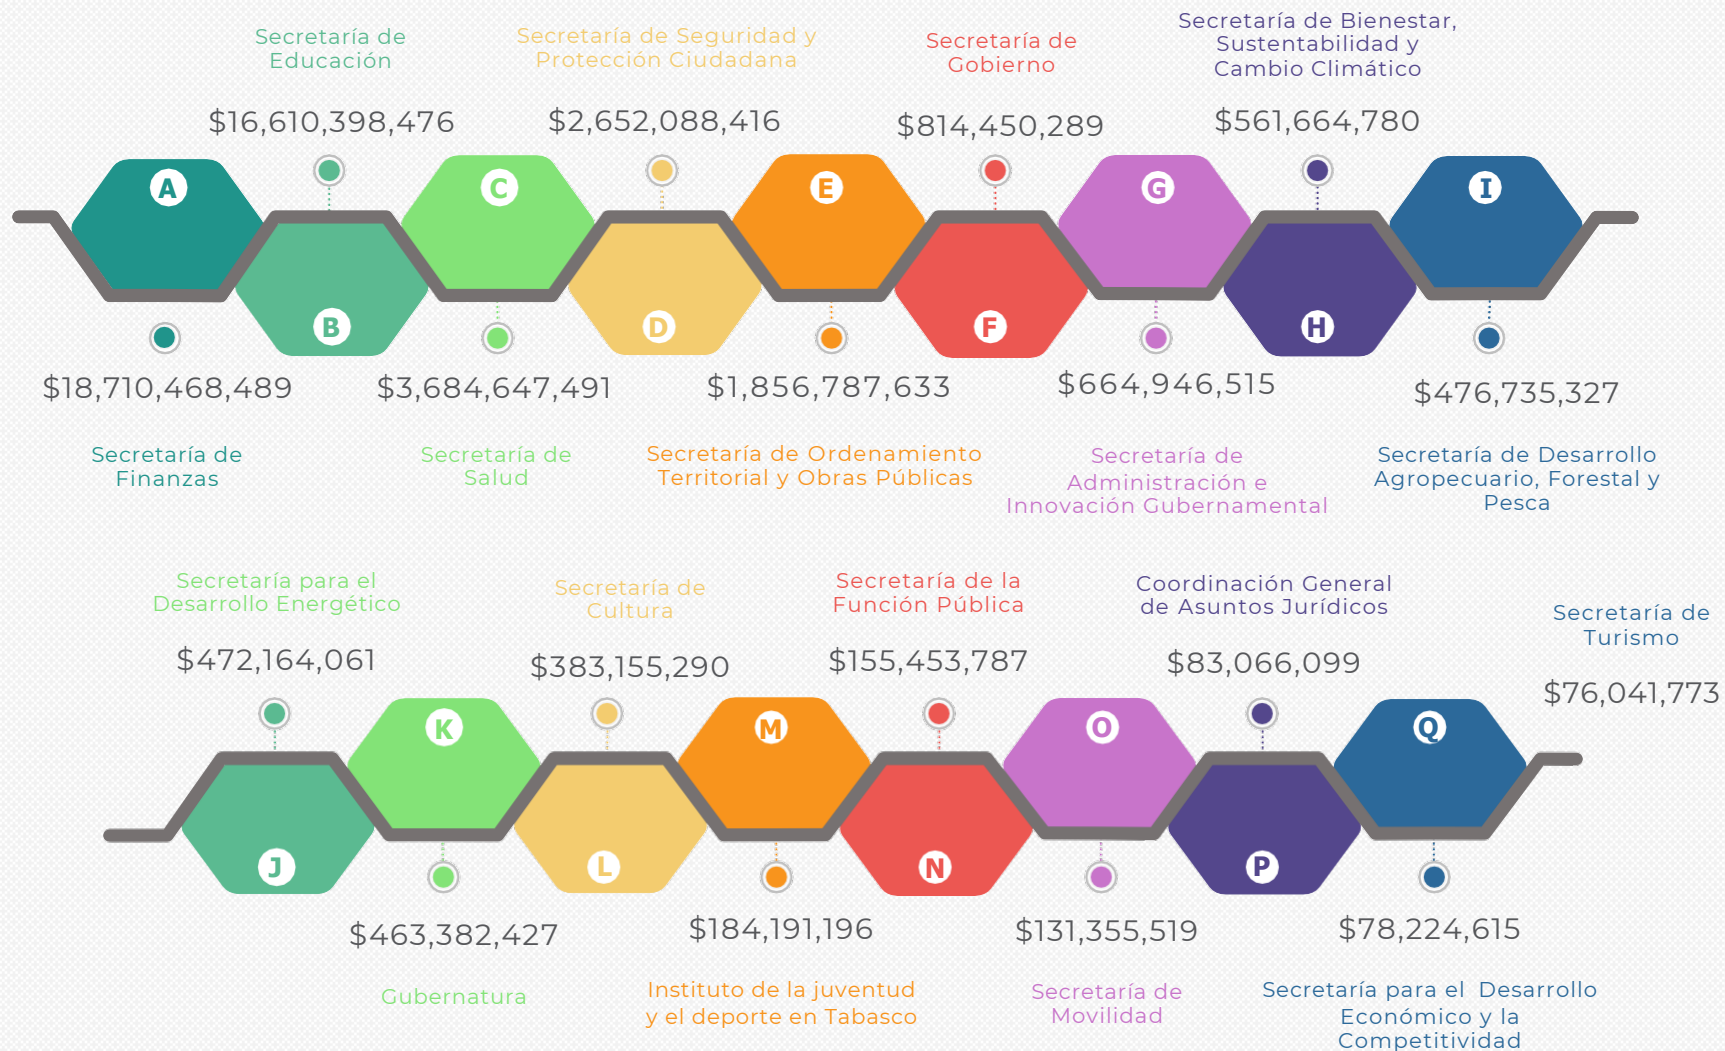 Secretaría de
Educación
$16,610,398,476
Secretaría de Seguridad y
Protección Ciudadana
$2,652,088,416
Secretaría de
Gobierno
$814,450,289
Secretaría de Bienestar,
Sustentabilidad y
Cambio Climático
$561,664,780
A
B
C
D
E
F
G
H
I
$18,710,468,489
Secretaría de
Finanzas
$3,684,647,491
Secretaría de
Salud
$1,856,787,633
Secretaría de Ordenamiento
Territorial y Obras Públicas
$664,946,515
Secretaría de
Administración e
Innovación Gubernamental
$476,735,327
Secretaría de Desarrollo
Agropecuario, Forestal y
Pesca
Secretaría para el
Desarrollo Energético
$472,164,061
Secretaría de
Cultura
$383,155,290
Secretaría de la
Función Pública
$155,453,787
Coordinación General
de Asuntos Jurídicos
$83,066,099
Secretaría de
Turismo
$76,041,773
J
K
L
M
N
O
P
Q
$463,382,427
Gubernatura
$184,191,196
Instituto de la juventud
y el deporte en Tabasco
$131,355,519
Secretaría de
Movilidad
$78,224,615
Secretaría para el Desarrollo
Económico y la
Competitividad